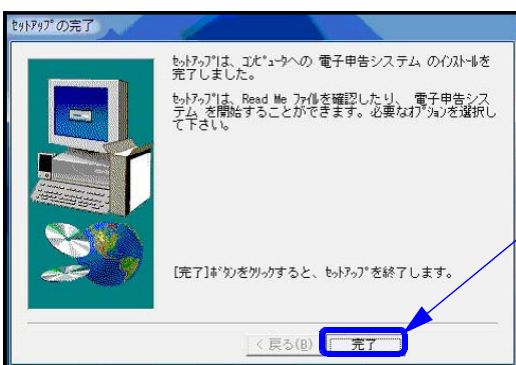 ｾｯﾄｱｯﾌﾟの完了
ｾｯﾄｱｯﾌﾟは、ｺﾝﾋﾟｭｰﾀへの 電子申告システム のｲﾝｽﾄｰﾙを
完了しました。
ｾｯﾄｱｯﾌﾟは、Read Me ﾌｧｲﾙを確認したり、 電子申告シス
テム を開始することができます。必要なｵﾌﾟｼｮﾝを選択し
て下さい。
[完了]ﾎﾞﾀﾝをｸﾘｯｸすると、ｾｯﾄｱｯﾌﾟを終了します。
< 戻る(B)
完了